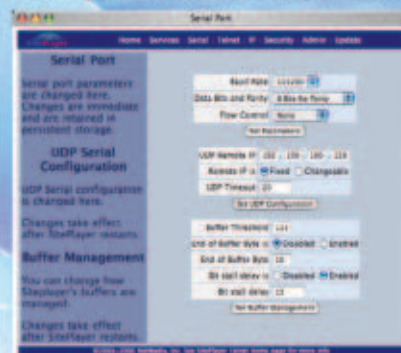 Serial Port
Home Services Serial Telnet IP Security Admin Update
Serial Port
Serial port parameters
are changed here.
Changes are immediate
and are retained in
persistent storage.
Baud Rate
Data Bits and Parity 8 Bits No Parity
Flow Control None
Set Parameters
UDP Serial
Configuration
UDP Serial configuration
is changed here.
Changes take effect
after SitePlayer restarts.
UDP Remote IP
Remote IP is Fixed Changeable
UDP Timeout 20
Set UDP Configuration
Buffer Management
You can change how
Siteplayer's buffers are
managed.
Changes take effect
after SitePlayer restarts.
Buffer Threshold
End of Buffer Byte is Disabled Enabled
End of Buffer Byte
Bit stall delay is Disabled Enabled
Bit stall delay
Set Buffer Management